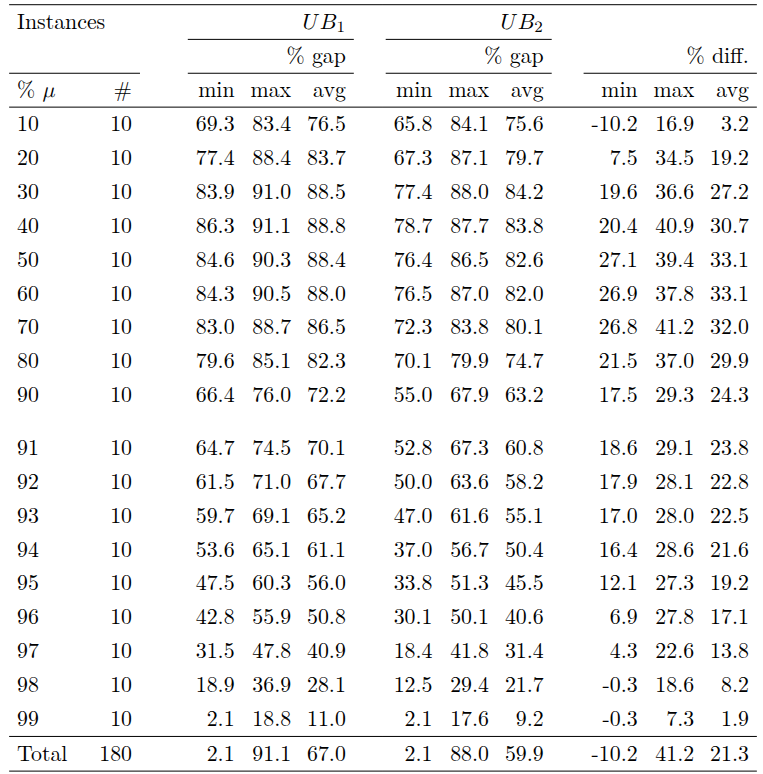 Instances UB₁ UB₂
% gap % gap % diff.
% μ # min max avg min max avg min max avg
10 10 69.3 83.4 76.5 65.8 84.1 75.6 -10.2 16.9 3.2
20 10 77.4 88.4 83.7 67.3 87.1 79.7 7.5 34.5 19.2
30 10 83.9 91.0 88.5 77.4 88.0 84.2 19.6 36.6 27.2
40 10 86.3 91.1 88.8 78.7 87.7 83.8 20.4 40.9 30.7
50 10 84.6 90.3 88.4 76.4 86.5 82.6 27.1 39.4 33.1
60 10 84.3 90.5 88.0 76.5 87.0 82.0 26.9 37.8 33.1
70 10 83.0 88.7 86.5 72.3 83.8 80.1 26.8 41.2 32.0
80 10 79.6 85.1 82.3 70.1 79.9 74.7 21.5 37.0 29.9
90 10 66.4 76.0 72.2 55.0 67.9 63.2 17.5 29.3 24.3
91 10 64.7 74.5 70.1 52.8 67.3 60.8 18.6 29.1 23.8
92 10 61.5 71.0 67.7 50.0 63.6 58.2 17.9 28.1 22.8
93 10 59.7 69.1 65.2 47.0 61.6 55.1 17.0 28.0 22.5
94 10 53.6 65.1 61.1 37.0 56.7 50.4 16.4 28.6 21.6
95 10 47.5 60.3 56.0 33.8 51.3 45.5 12.1 27.3 19.2
96 10 42.8 55.9 50.8 30.1 50.1 40.6 6.9 27.8 17.1
97 10 31.5 47.8 40.9 18.4 41.8 31.4 4.3 22.6 13.8
98 10 18.9 36.9 28.1 12.5 29.4 21.7 -0.3 18.6 8.2
99 10 2.1 18.8 11.0 2.1 17.6 9.2 -0.3 7.3 1.9
Total 180 2.1 91.1 67.0 2.1 88.0 59.9 -10.2 41.2 21.3